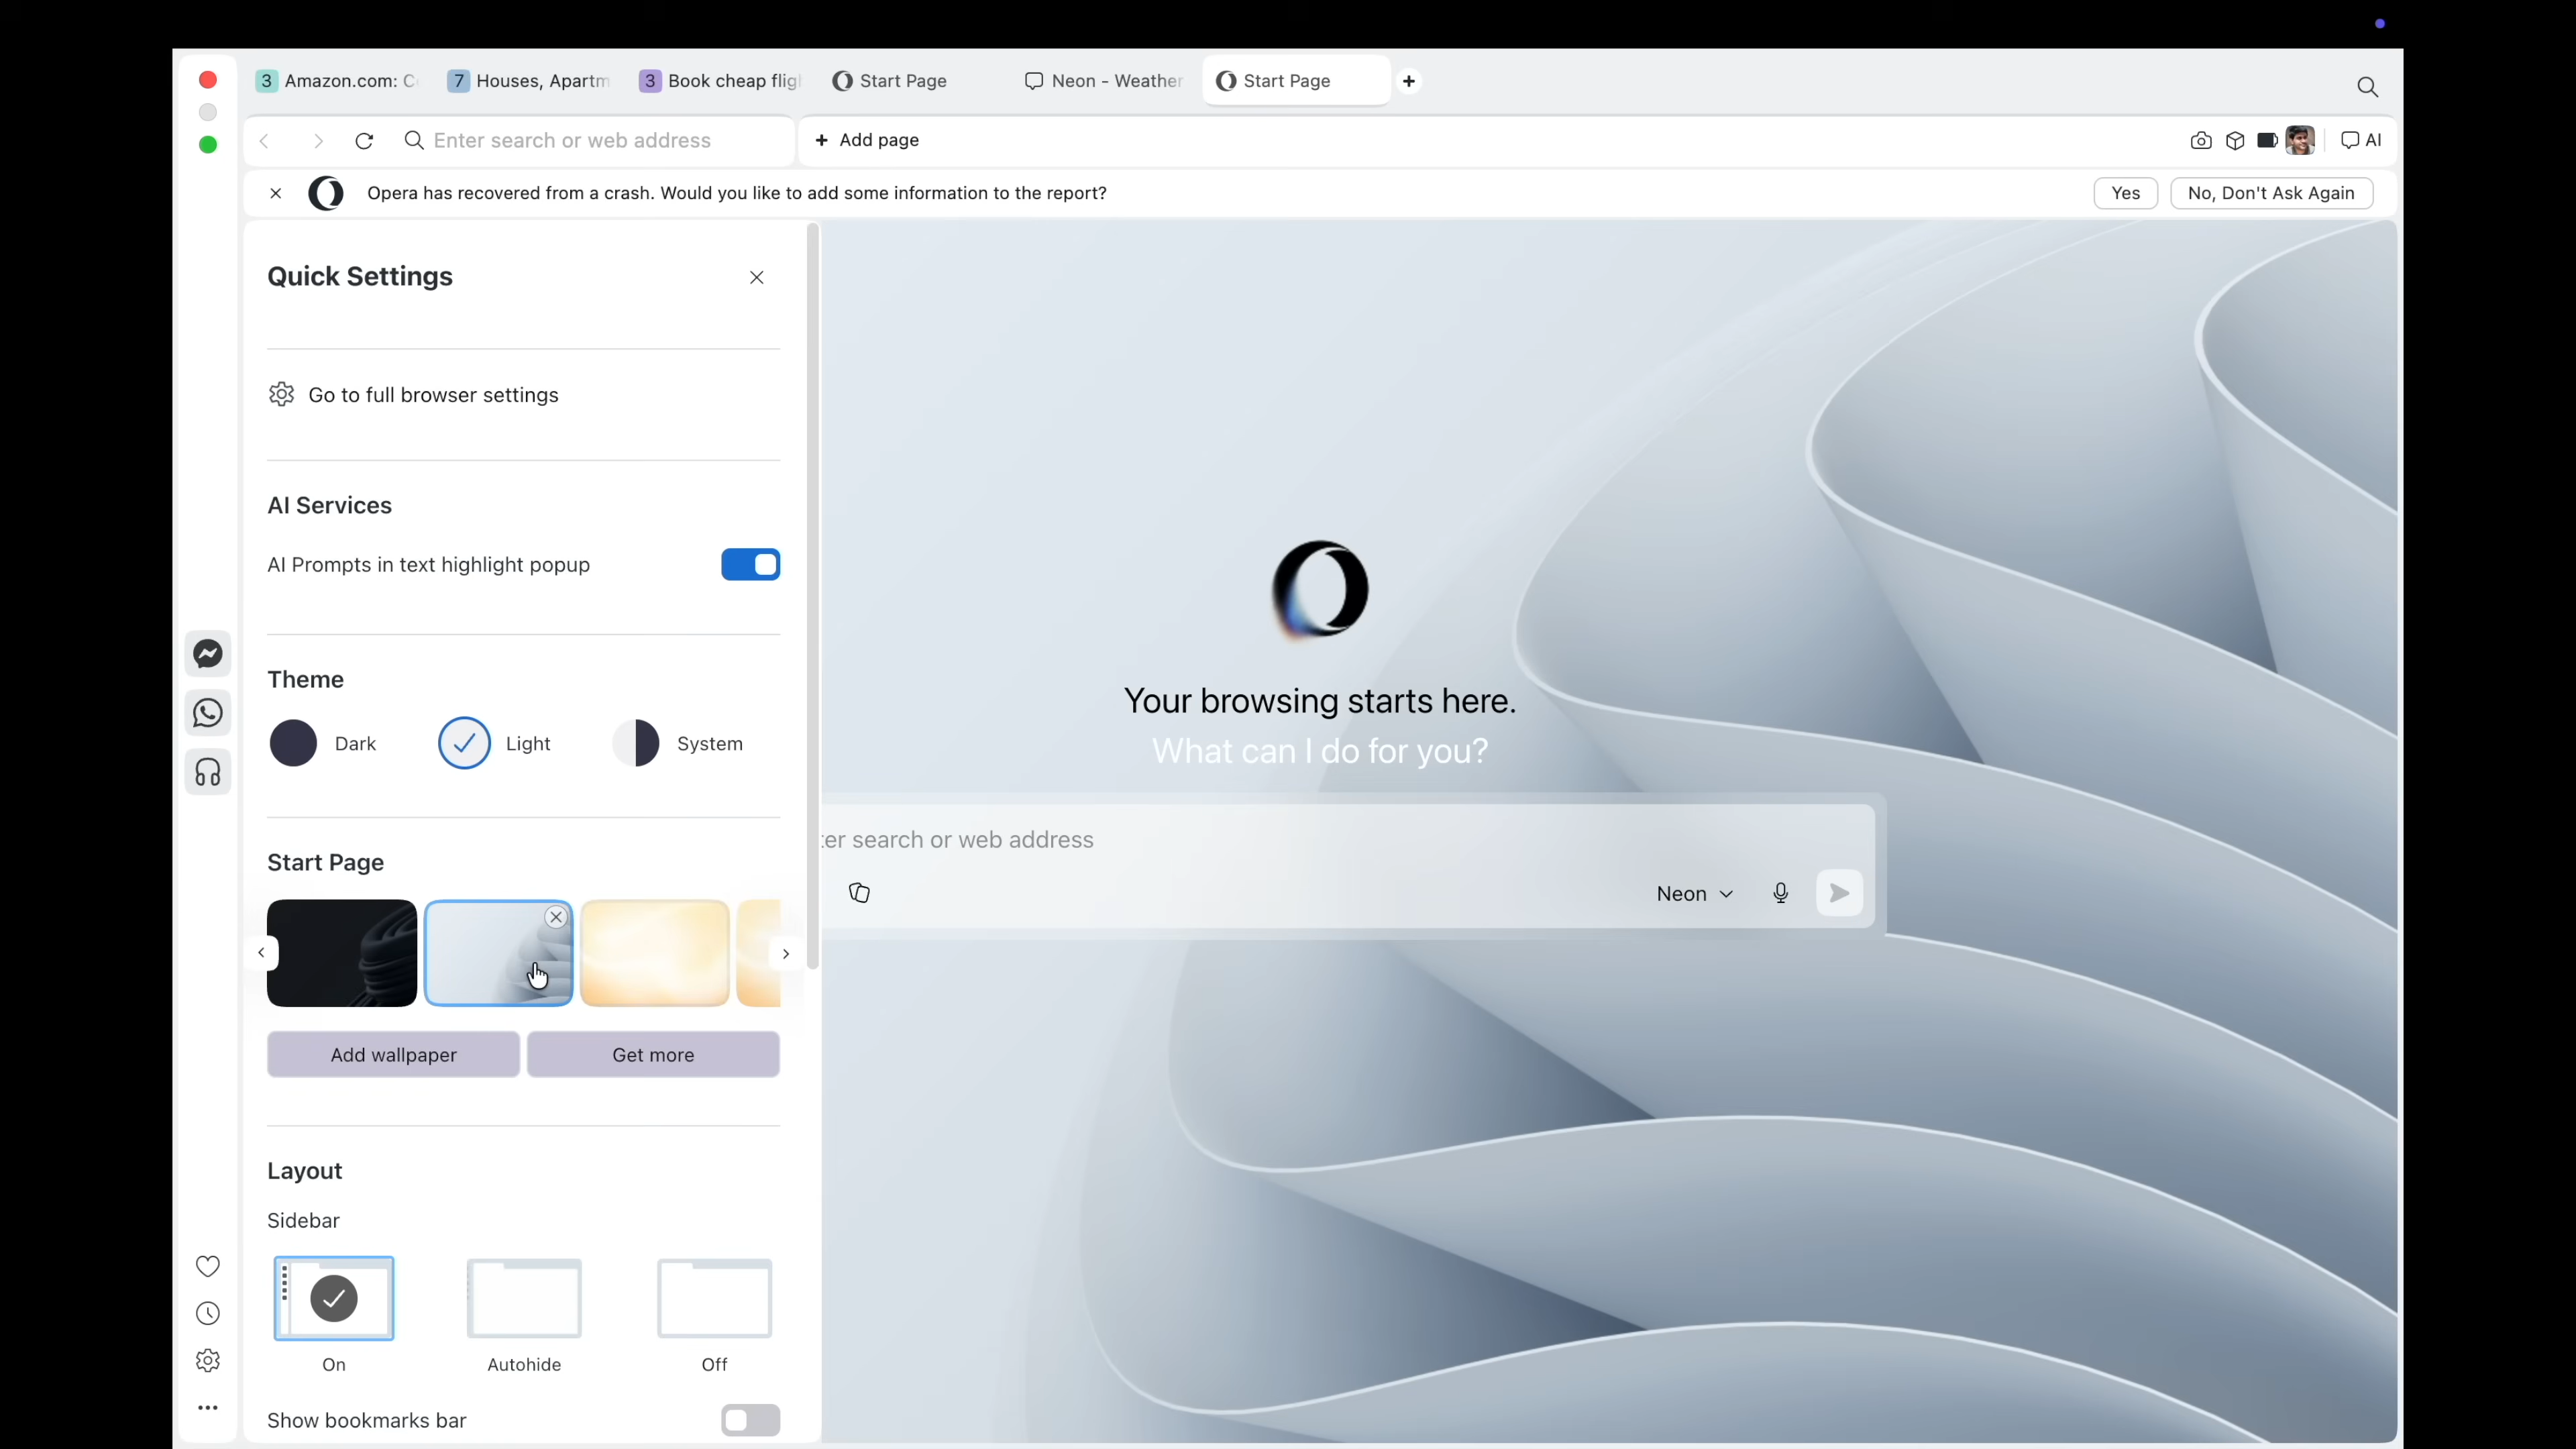 3 Amazon.com: C
7 Houses, Apartm
3 Book cheap fligh
Start Page
Neon - Weather
Start Page
Enter search or web address
Add page
AI
Opera has recovered from a crash. Would you like to add some information to the report?
Yes
No, Don't Ask Again
Quick Settings
Go to full browser settings
AI Services
AI Prompts in text highlight popup
Theme
Dark
Light
System
Start Page
Add wallpaper
Get more
Layout
Sidebar
On
Autohide
Off
Show bookmarks bar
Your browsing starts here.
What can I do for you?
ter search or web address
Neon